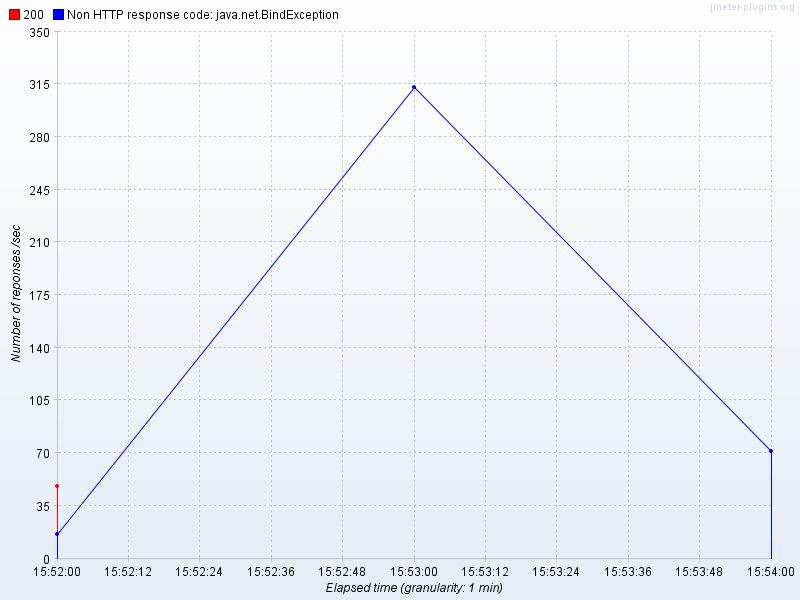 200 Non HTTP response code: java.net.BindException
jmeter-plugins.org
350
315
280
245
210
175
140
105
70
35
0
Number of reponses /sec
15:52:00 15:52:12 15:52:24 15:52:36 15:52:48 15:53:00 15:53:12 15:53:24 15:53:36 15:53:48 15:54:00
Elapsed time (granularity: 1 min)